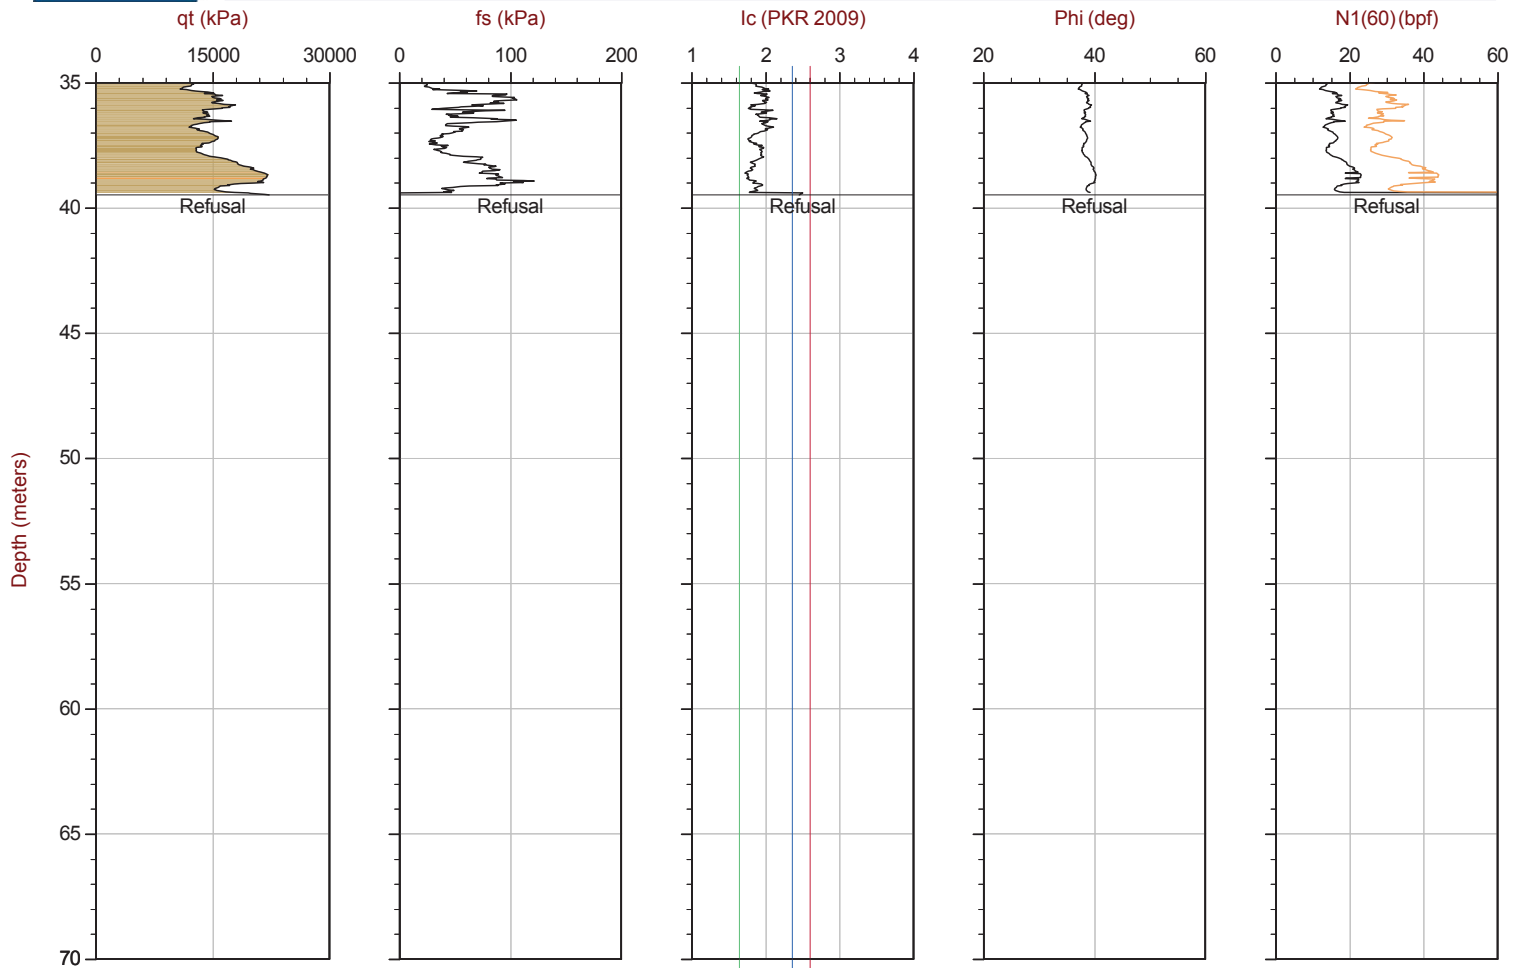 qt (kPa) fs (kPa) Ic (PKR 2009) Phi (deg) N1(60) (bpf)
0 15000 30000 0 100 200 1 2 3 4 20 40 60 0 20 40 60
35
Refusal Refusal Refusal Refusal Refusal
40
45
50
Depth (meters)
55
60
65
70